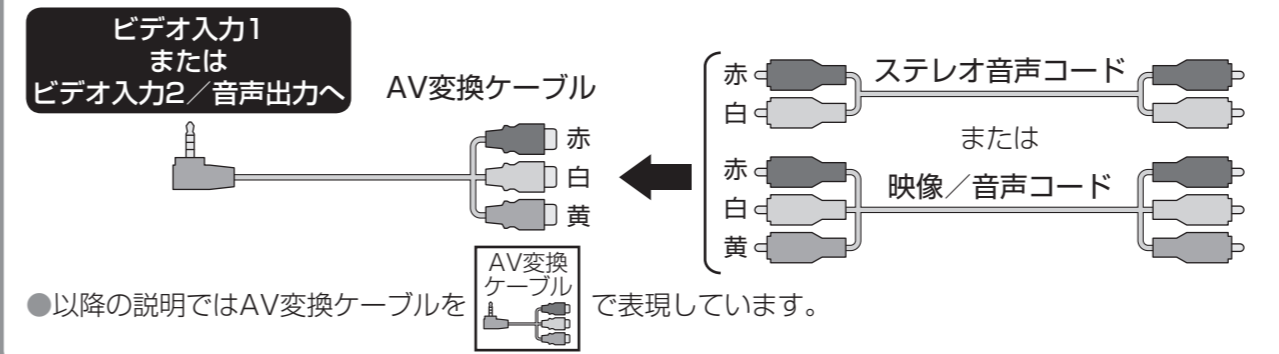 ビデオ入力1
または
ビデオ入力2／音声出力へ
AV変換ケーブル
赤
白
黄
赤
白
ステレオ音声コード
または
赤
白
黄
映像／音声コード
●以降の説明ではAV変換ケーブルを
AV変換
ケーブル
で表現しています。